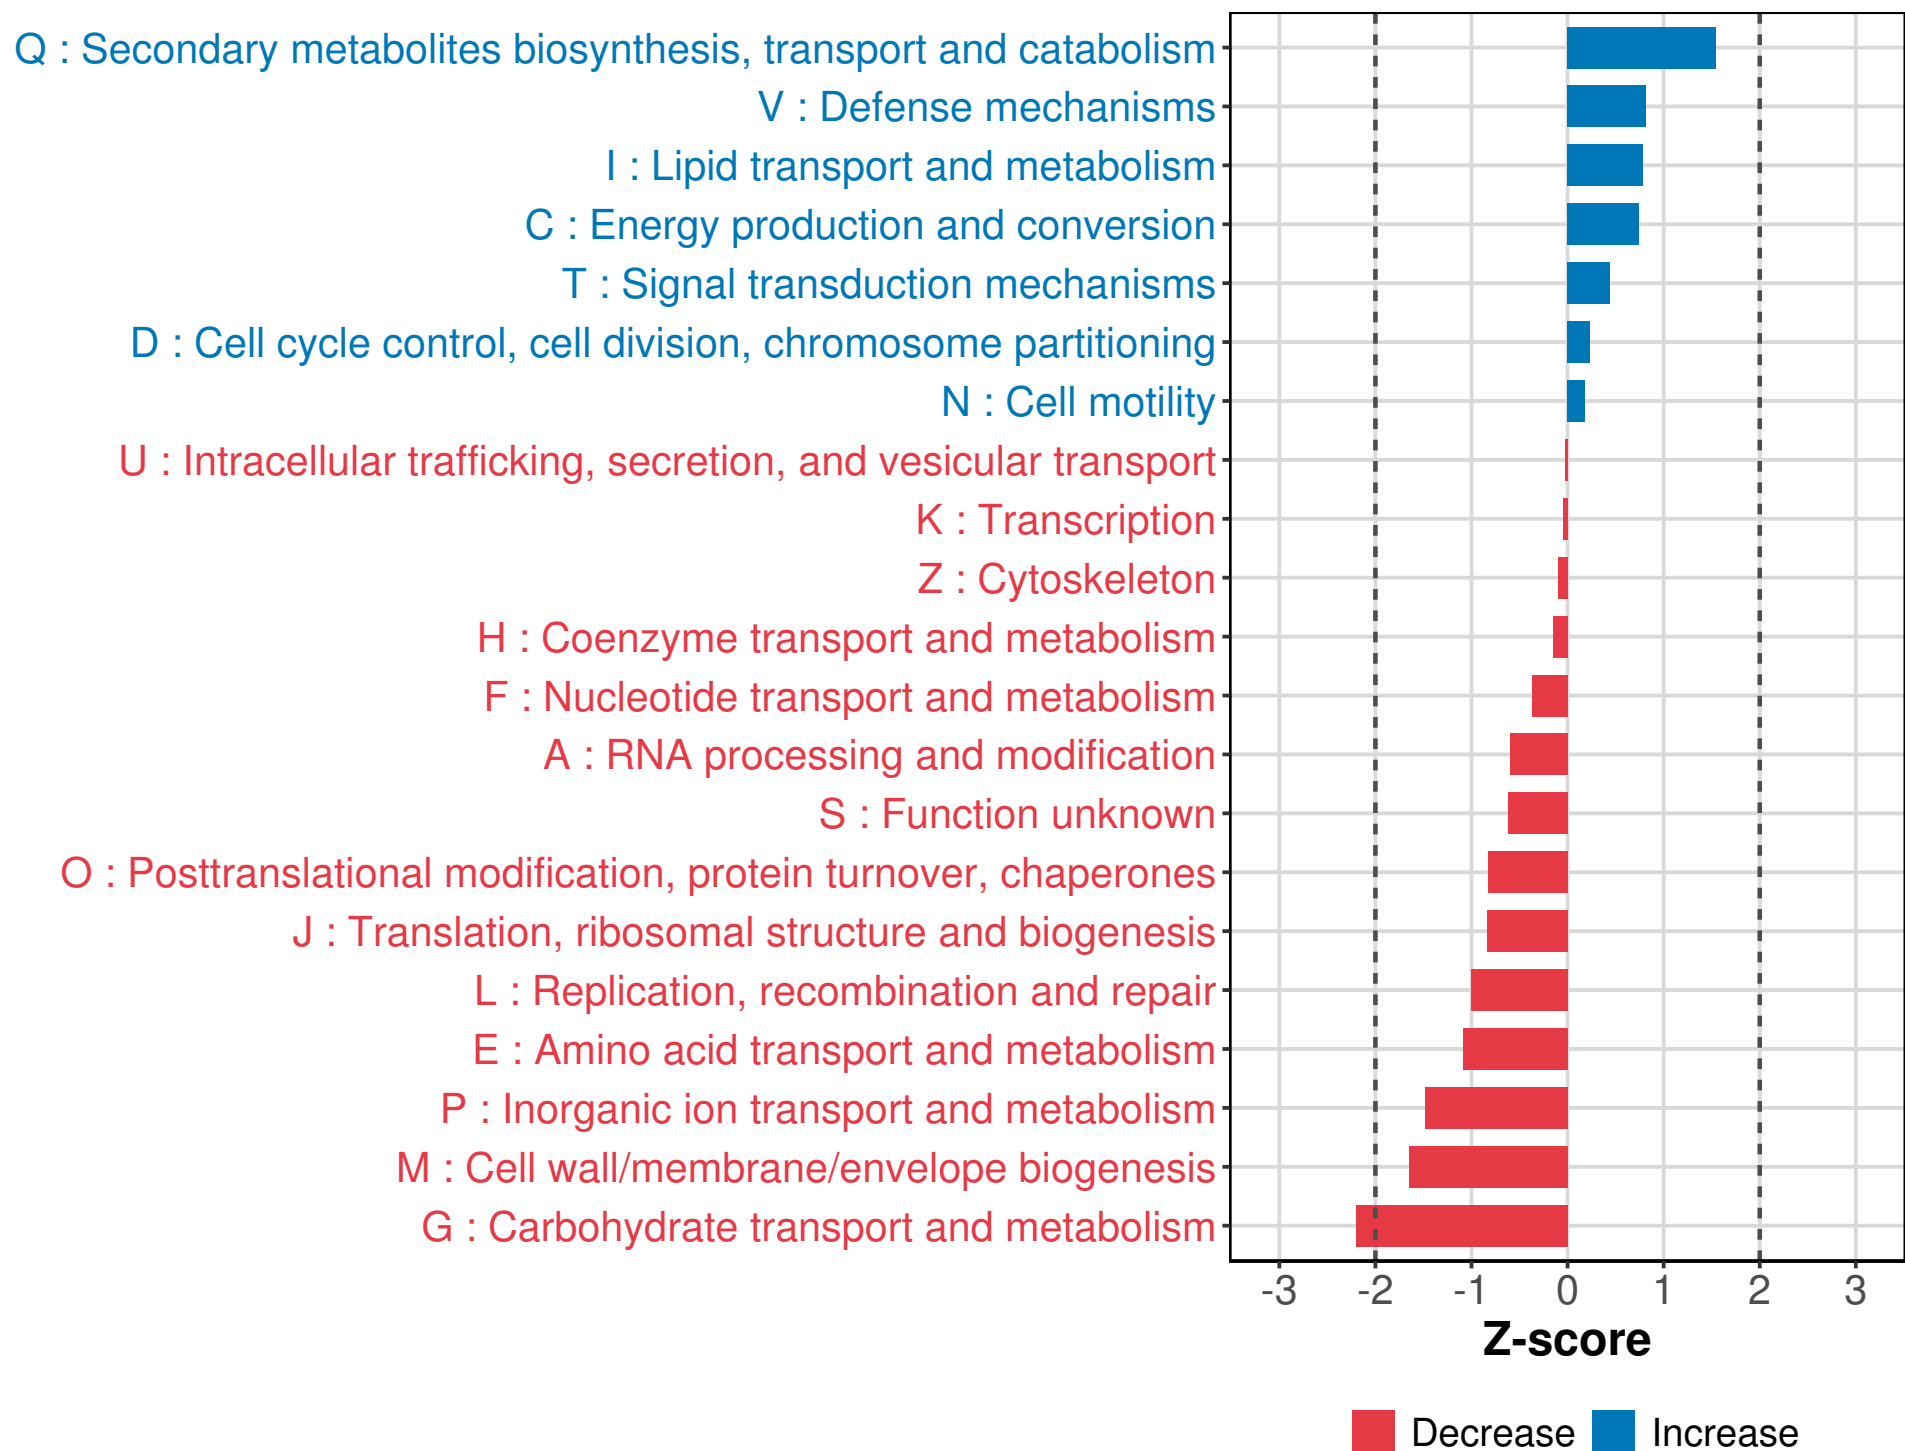 Q : Secondary metabolites biosynthesis, transport and catabolism
V : Defense mechanisms
I : Lipid transport and metabolism
C : Energy production and conversion
T : Signal transduction mechanisms
D : Cell cycle control, cell division, chromosome partitioning
N : Cell motility
U : Intracellular trafficking, secretion, and vesicular transport
K : Transcription
Z : Cytoskeleton
H : Coenzyme transport and metabolism
F : Nucleotide transport and metabolism
A : RNA processing and modification
S : Function unknown
O : Posttranslational modification, protein turnover, chaperones
J : Translation, ribosomal structure and biogenesis
L : Replication, recombination and repair
E : Amino acid transport and metabolism
P : Inorganic ion transport and metabolism
M : Cell wall/membrane/envelope biogenesis
G : Carbohydrate transport and metabolism
-3 -2 -1 0 1 2 3
Z-score
Decrease Increase